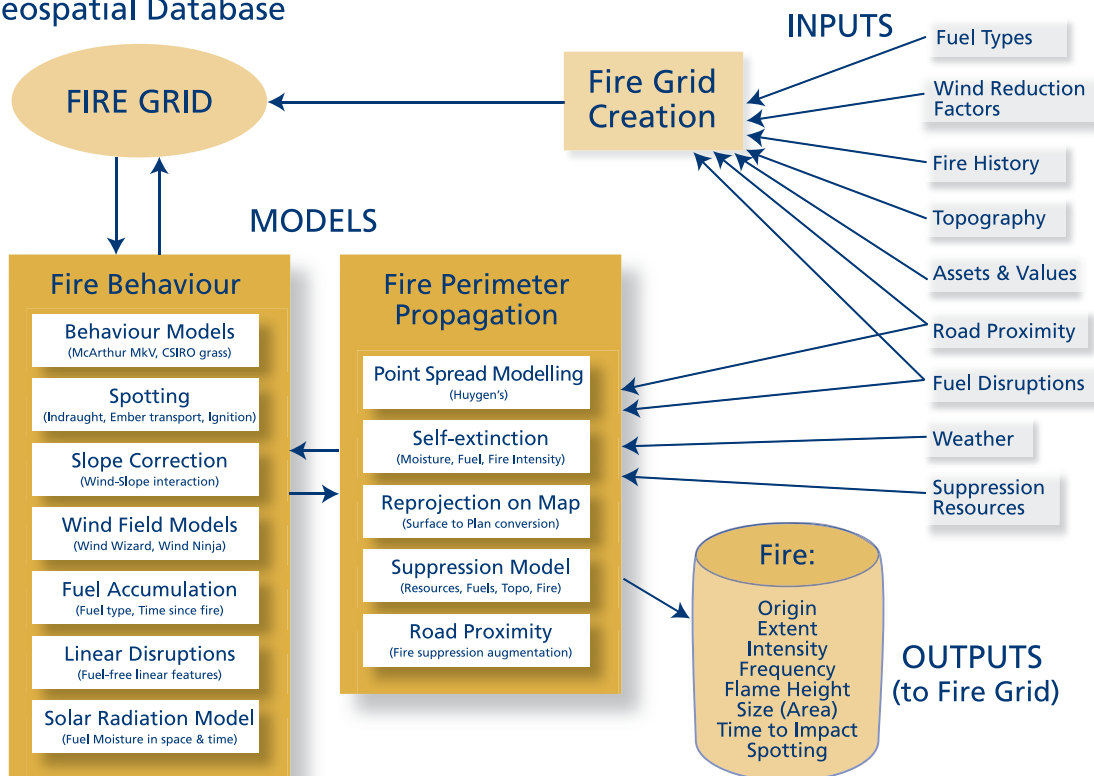 eospatial Database
FIRE GRID
Fire Grid
Creation
INPUTS
Fuel Types
Wind Reduction
Factors
Fire History
Topography
Assets & Values
Road Proximity
Fuel Disruptions
Weather
Suppression
Resources
MODELS
Fire Behaviour
Behaviour Models
(McArthur MkV, CSIRO grass)
Spotting
(Indraught, Ember transport, Ignition)
Slope Correction
(Wind-Slope interaction)
Wind Field Models
(Wind Wizard, Wind Ninja)
Fuel Accumulation
(Fuel type, Time since fire)
Linear Disruptions
(Fuel-free linear features)
Solar Radiation Model
(Fuel Moisture in space & time)
Fire Perimeter
Propagation
Point Spread Modelling
(Huygen's)
Self-extinction
(Moisture, Fuel, Fire Intensity)
Reprojection on Map
(Surface to Plan conversion)
Suppression Model
(Resources, Fuels, Topo, Fire)
Road Proximity
(Fire suppression augmentation)
Fire:
Origin
Extent
Intensity
Frequency
Flame Height
Size (Area)
Time to Impact
Spotting
OUTPUTS
(to Fire Grid)